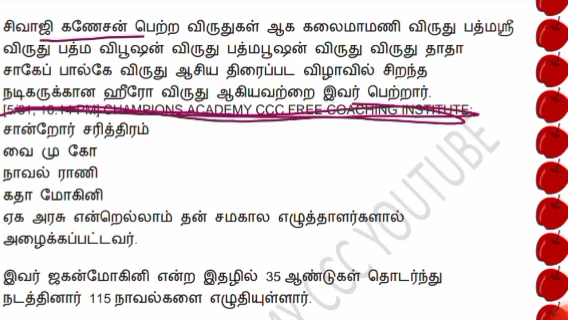 சிவாஜி கணேசன் பெற்ற விருதுகள் ஆக கலைமாமணி விருது பத்மஸ்ரீ
விருது பத்ம விபூஷன் விருது பத்மபூஷன் விருது விருது தாதா
சாகேப் பால்கே விருது ஆசிய திரைப்பட விழாவில் சிறந்த
நடிகருக்கான ஹீரோ விருது ஆகியவற்றை இவர் பெற்றார்.
CHAMPIONS ACADEMY CCC FREE COACHING INSTITUTE:
சான்றோர் சரித்திரம்
வை மு கோ
நாவல் ராணி
கதா மோகினி
ஏக அரசு என்றெல்லாம் தன் சமகால எழுத்தாளர்களால்
அழைக்கப்பட்டவர்.
இவர் ஜகன்மோகினி என்ற இதழில் 35 ஆண்டுகள் தொடர்ந்து
நடத்தினார் 115 நாவல்களை எழுதியுள்ளார்.
MY CCC YOUTUBE